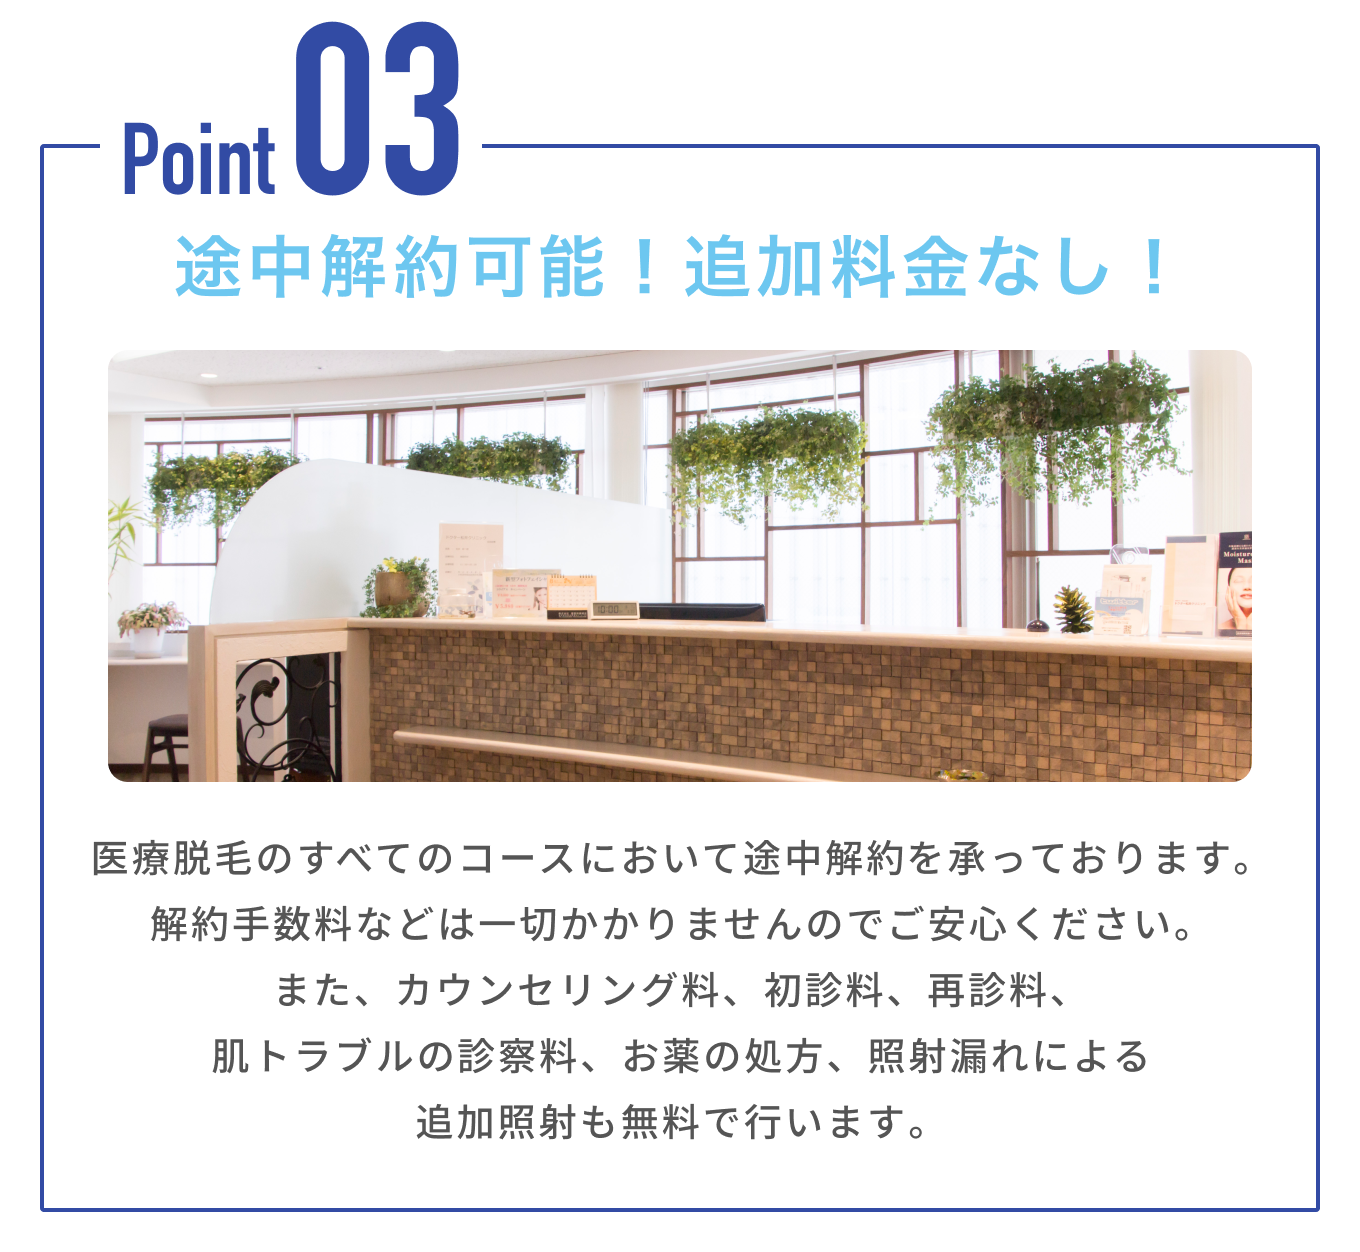 Point 03
途中解約可能！追加料金なし！
10:00
Moisture
Mas
医療脱毛のすべてのコースにおいて途中解約を承っております。
解約手数料などは一切かかりませんのでご安心ください。
また、カウンセリング料、初診料、再診料、
肌トラブルの診察料、お薬の処方、照射漏れによる
追加照射も無料で行います。